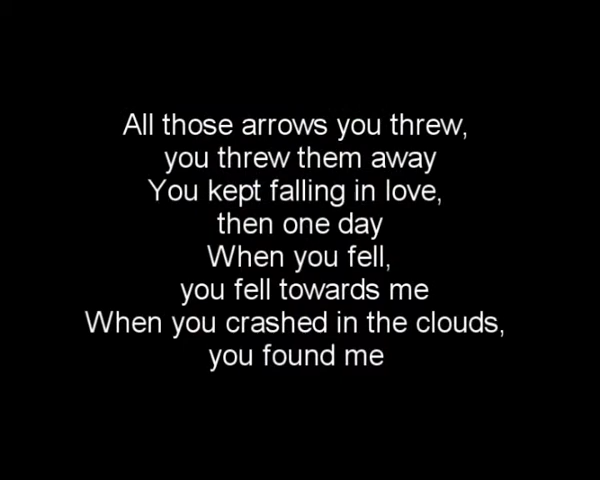 All those arrows you threw,
you threw them away
You kept falling in love,
then one day
When you fell,
you fell towards me
When you crashed in the clouds,
you found me